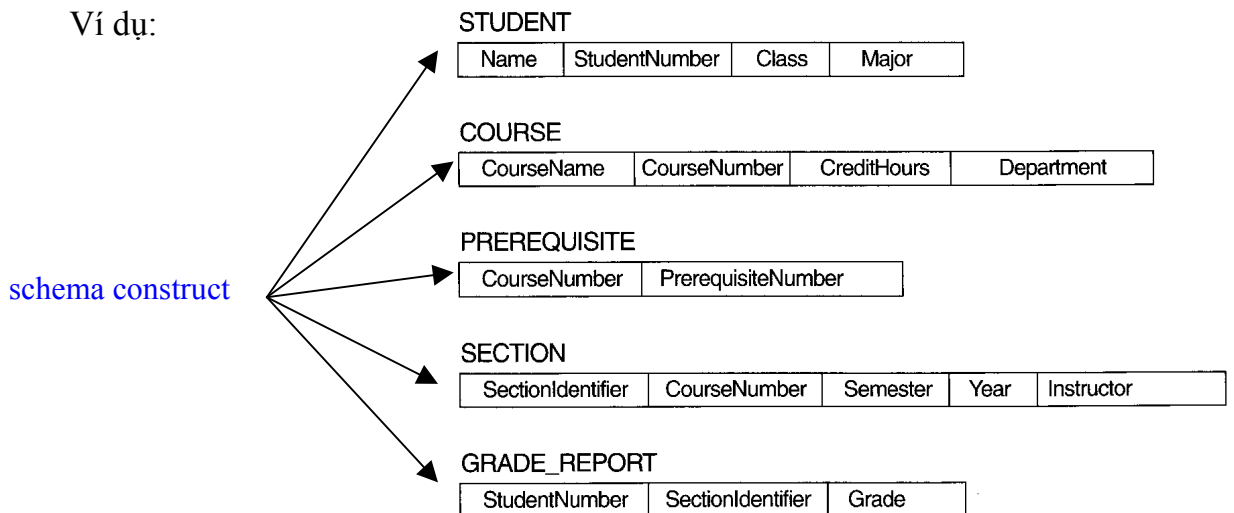 Ví dụ:
STUDENT
Name StudentNumber Class Major
COURSE
CourseName CourseNumber CreditHours Department
PREREQUISITE
CourseNumber PrerequisiteNumber
schema construct
SECTION
SectionIdentifier CourseNumber Semester Year Instructor
GRADE_REPORT
StudentNumber SectionIdentifier Grade